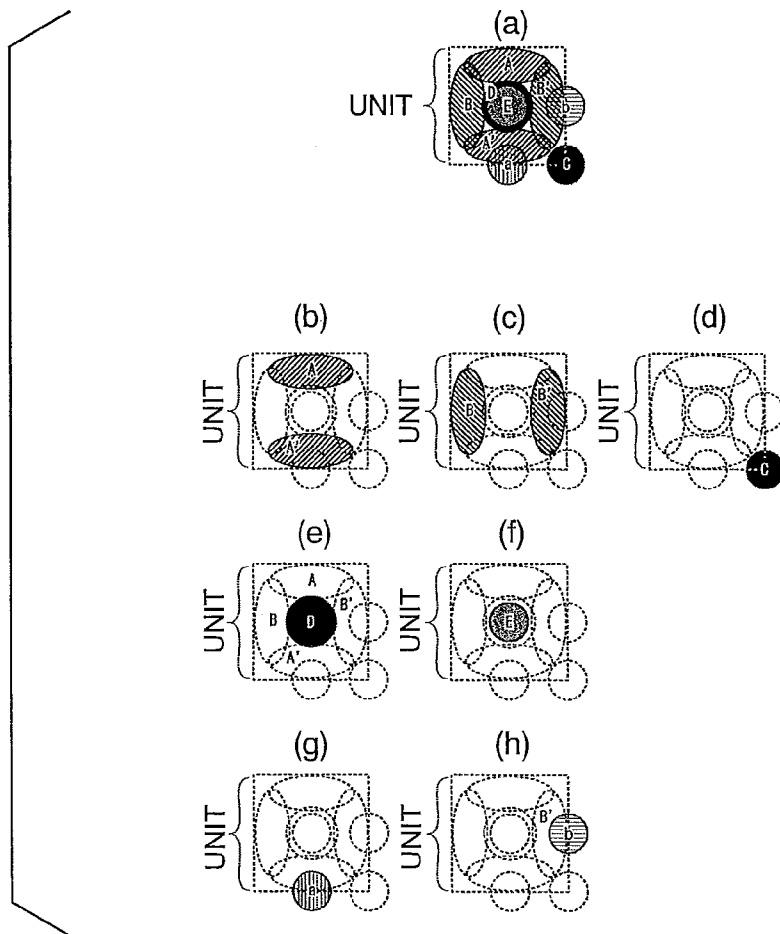 (a)
UNIT
A
D
B
E
B'
b
A'
a
C
(b) (c) (d)
UNIT
A
A'
UNIT
B B'
UNIT
C
(e) (f)
UNIT
A
B D B'
A'
UNIT
E
(g) (h)
UNIT
a
UNIT
B'
b